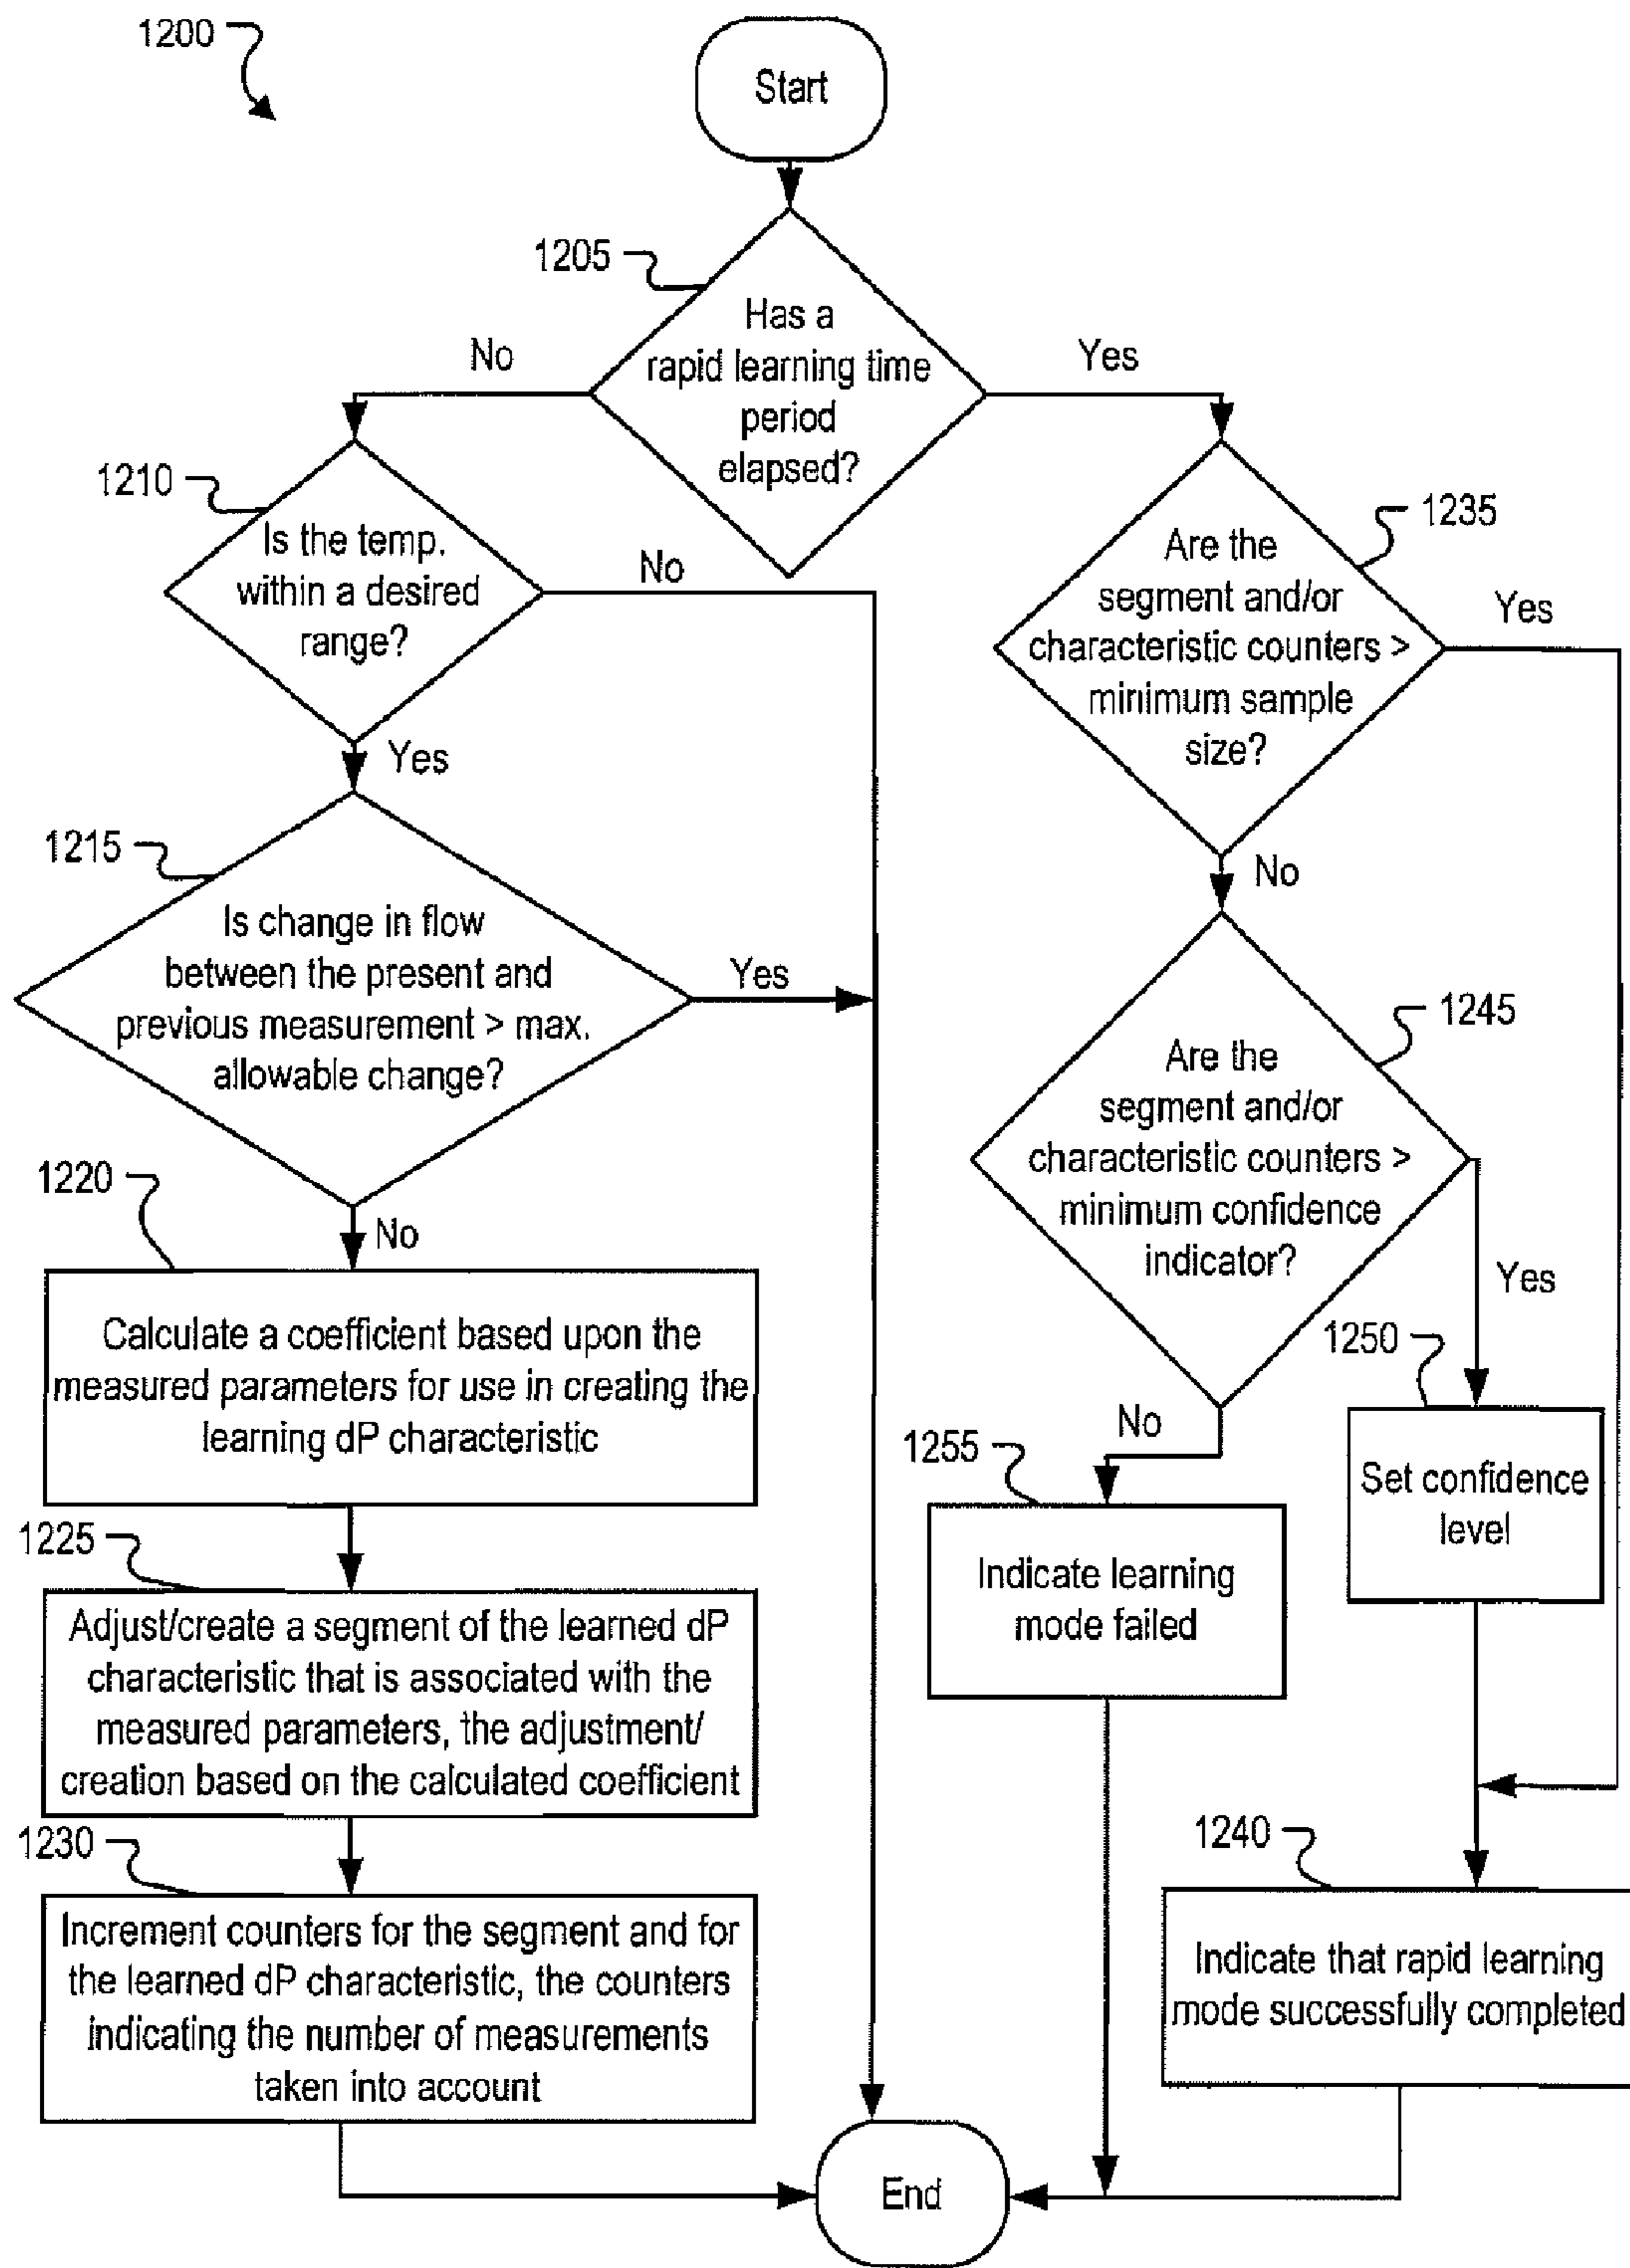 1200
Start
1205
Has a
rapid learning time
period
elapsed?
No
Yes
1210
Is the temp.
within a desired
range?
No
Yes
1235
Are the
segment and/or
characteristic counters >
minimum sample
size?
Yes
No
1215
Is change in flow
between the present and
previous measurement > max.
allowable change?
Yes
No
1245
Are the
segment and/or
characteristic counters >
minimum confidence
indicator?
Yes
No
1220
Calculate a coefficient based upon the
measured parameters for use in creating the
learning dP characteristic
1250
Set confidence
level
1255
Indicate learning
mode failed
1225
Adjust/create a segment of the learned dP
characteristic that is associated with the
measured parameters, the adjustment/
creation based on the calculated coefficient
1230
Increment counters for the segment and for
the learned dP characteristic, the counters
indicating the number of measurements
taken into account
1240
Indicate that rapid learning
mode successfully completed
End